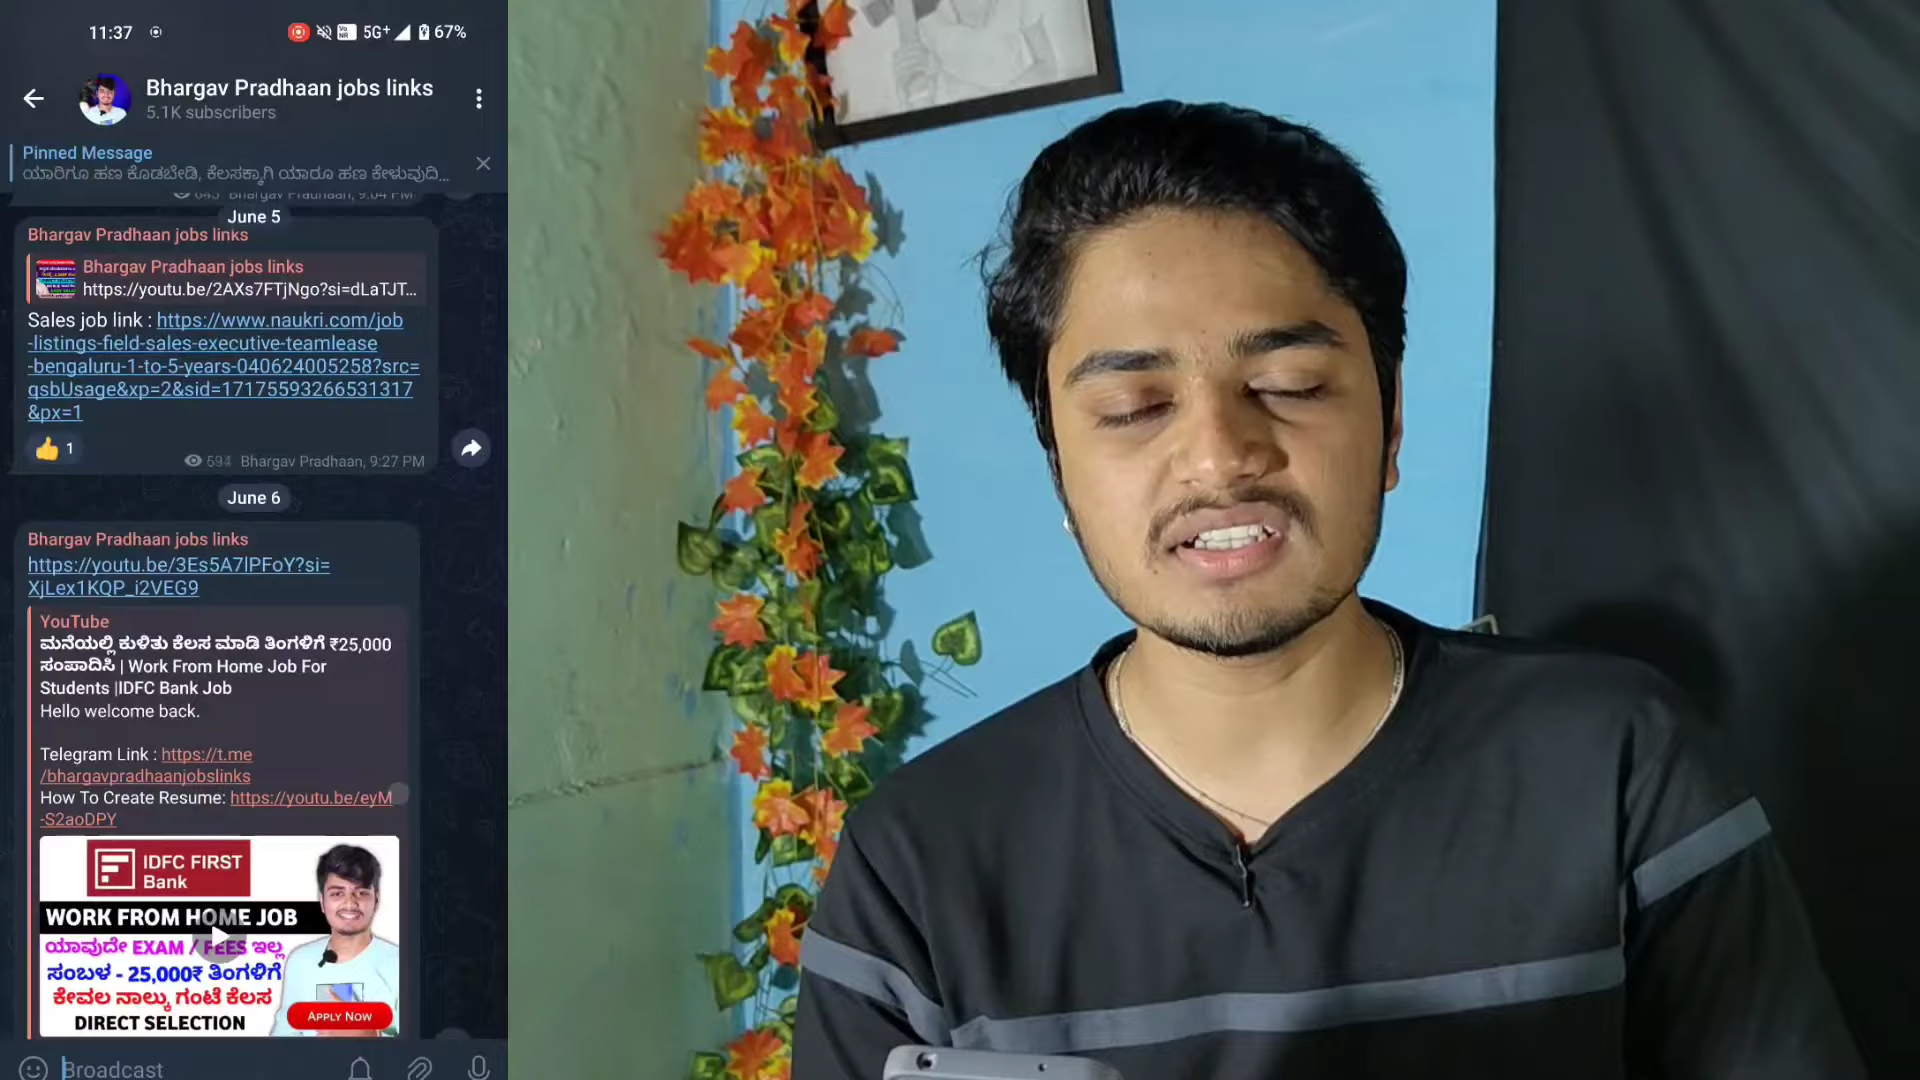 11:37
5G+
67%
Bhargav Pradhaan jobs links
5.1K subscribers
Pinned Message
ಯಾರಿಗೂ ಹಣ ಕೊಡಬೇಡಿ, ಕೆಲಸಕ್ಕಾಗಿ ಯಾರೂ ಹಣ ಕೇಳುವುದಿ...
Bhargav Pradhaan, 9:04 PM
June 5
Bhargav Pradhaan jobs links
Bhargav Pradhaan jobs links
https://youtu.be/2AXs7FTjNgo?si=dLaTJT...
Sales job link : https://www.naukri.com/job
-listings-field-sales-executive-teamlease
-bengaluru-1-to-5-years-040624005258?src=
qsbUsage&xp=2&sid=17175593266531317
&px=1
1
Bhargav Pradhaan, 9:27 PM
June 6
Bhargav Pradhaan jobs links
https://youtu.be/3Es5A7lPFoY?si=
XjLex1KQP_i2VEG9
YouTube
ಮನೆಯಲ್ಲಿ ಕುಳಿತು ಕೆಲಸ ಮಾಡಿ ತಿಂಗಳಿಗೆ ₹25,000
ಸಂಪಾದಿಸಿ | Work From Home Job For
Students |IDFC Bank Job
Hello welcome back.
Telegram Link : https://t.me
/bhargavpradhaanjobslinks
How To Create Resume: https://youtu.be/eyM
-S2aoDPY
IDFC FIRST
Bank
WORK FROM HOME JOB
ಯಾವುದೇ EXAM / FEES ಇಲ್ಲ
ಸಂಬಳ - 25,000₹ ತಿಂಗಳಿಗೆ
ಕೇವಲ ನಾಲ್ಕು ಗಂಟೆ ಕೆಲಸ
DIRECT SELECTION
APPLY NOW
Broadcast